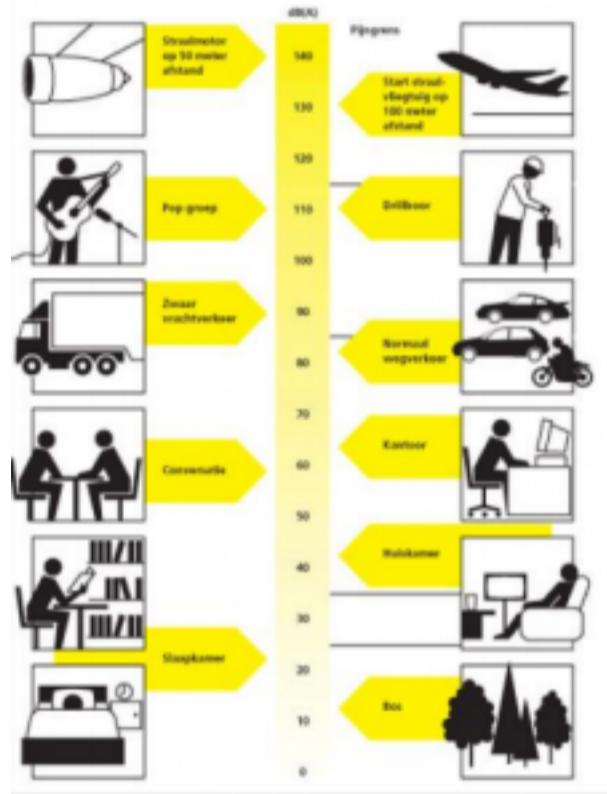 dB(A)
Pijngrens
Straalmotor
op 50 meter
afstand
140
Start straal-
vliegtuig op
100 meter
afstand
130
120
Pop groep
110
Drilboor
100
Zwaar
vrachtverkeer
90
Normaal
wegverkeer
80
70
Kantoor
Conversatie
60
50
Huiskamer
40
30
Slaapkamer
20
Bos
10
0